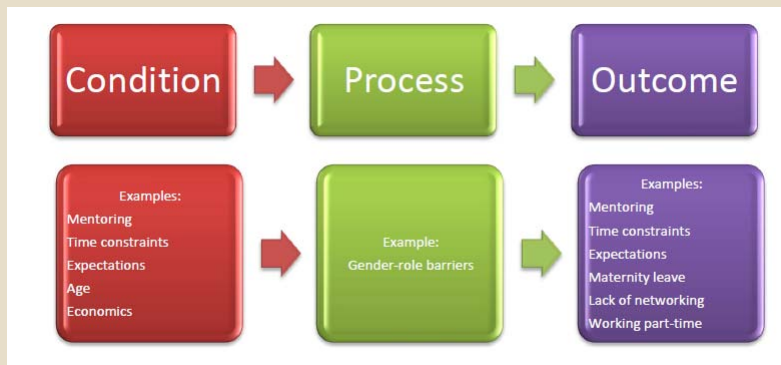 Condition
Process
Outcome
Examples:
Mentoring
Time constraints
Expectations
Age
Economics
Example:
Gender-role barriers
Examples:
Mentoring
Time constraints
Expectations
Maternity leave
Lack of networking
Working part-time